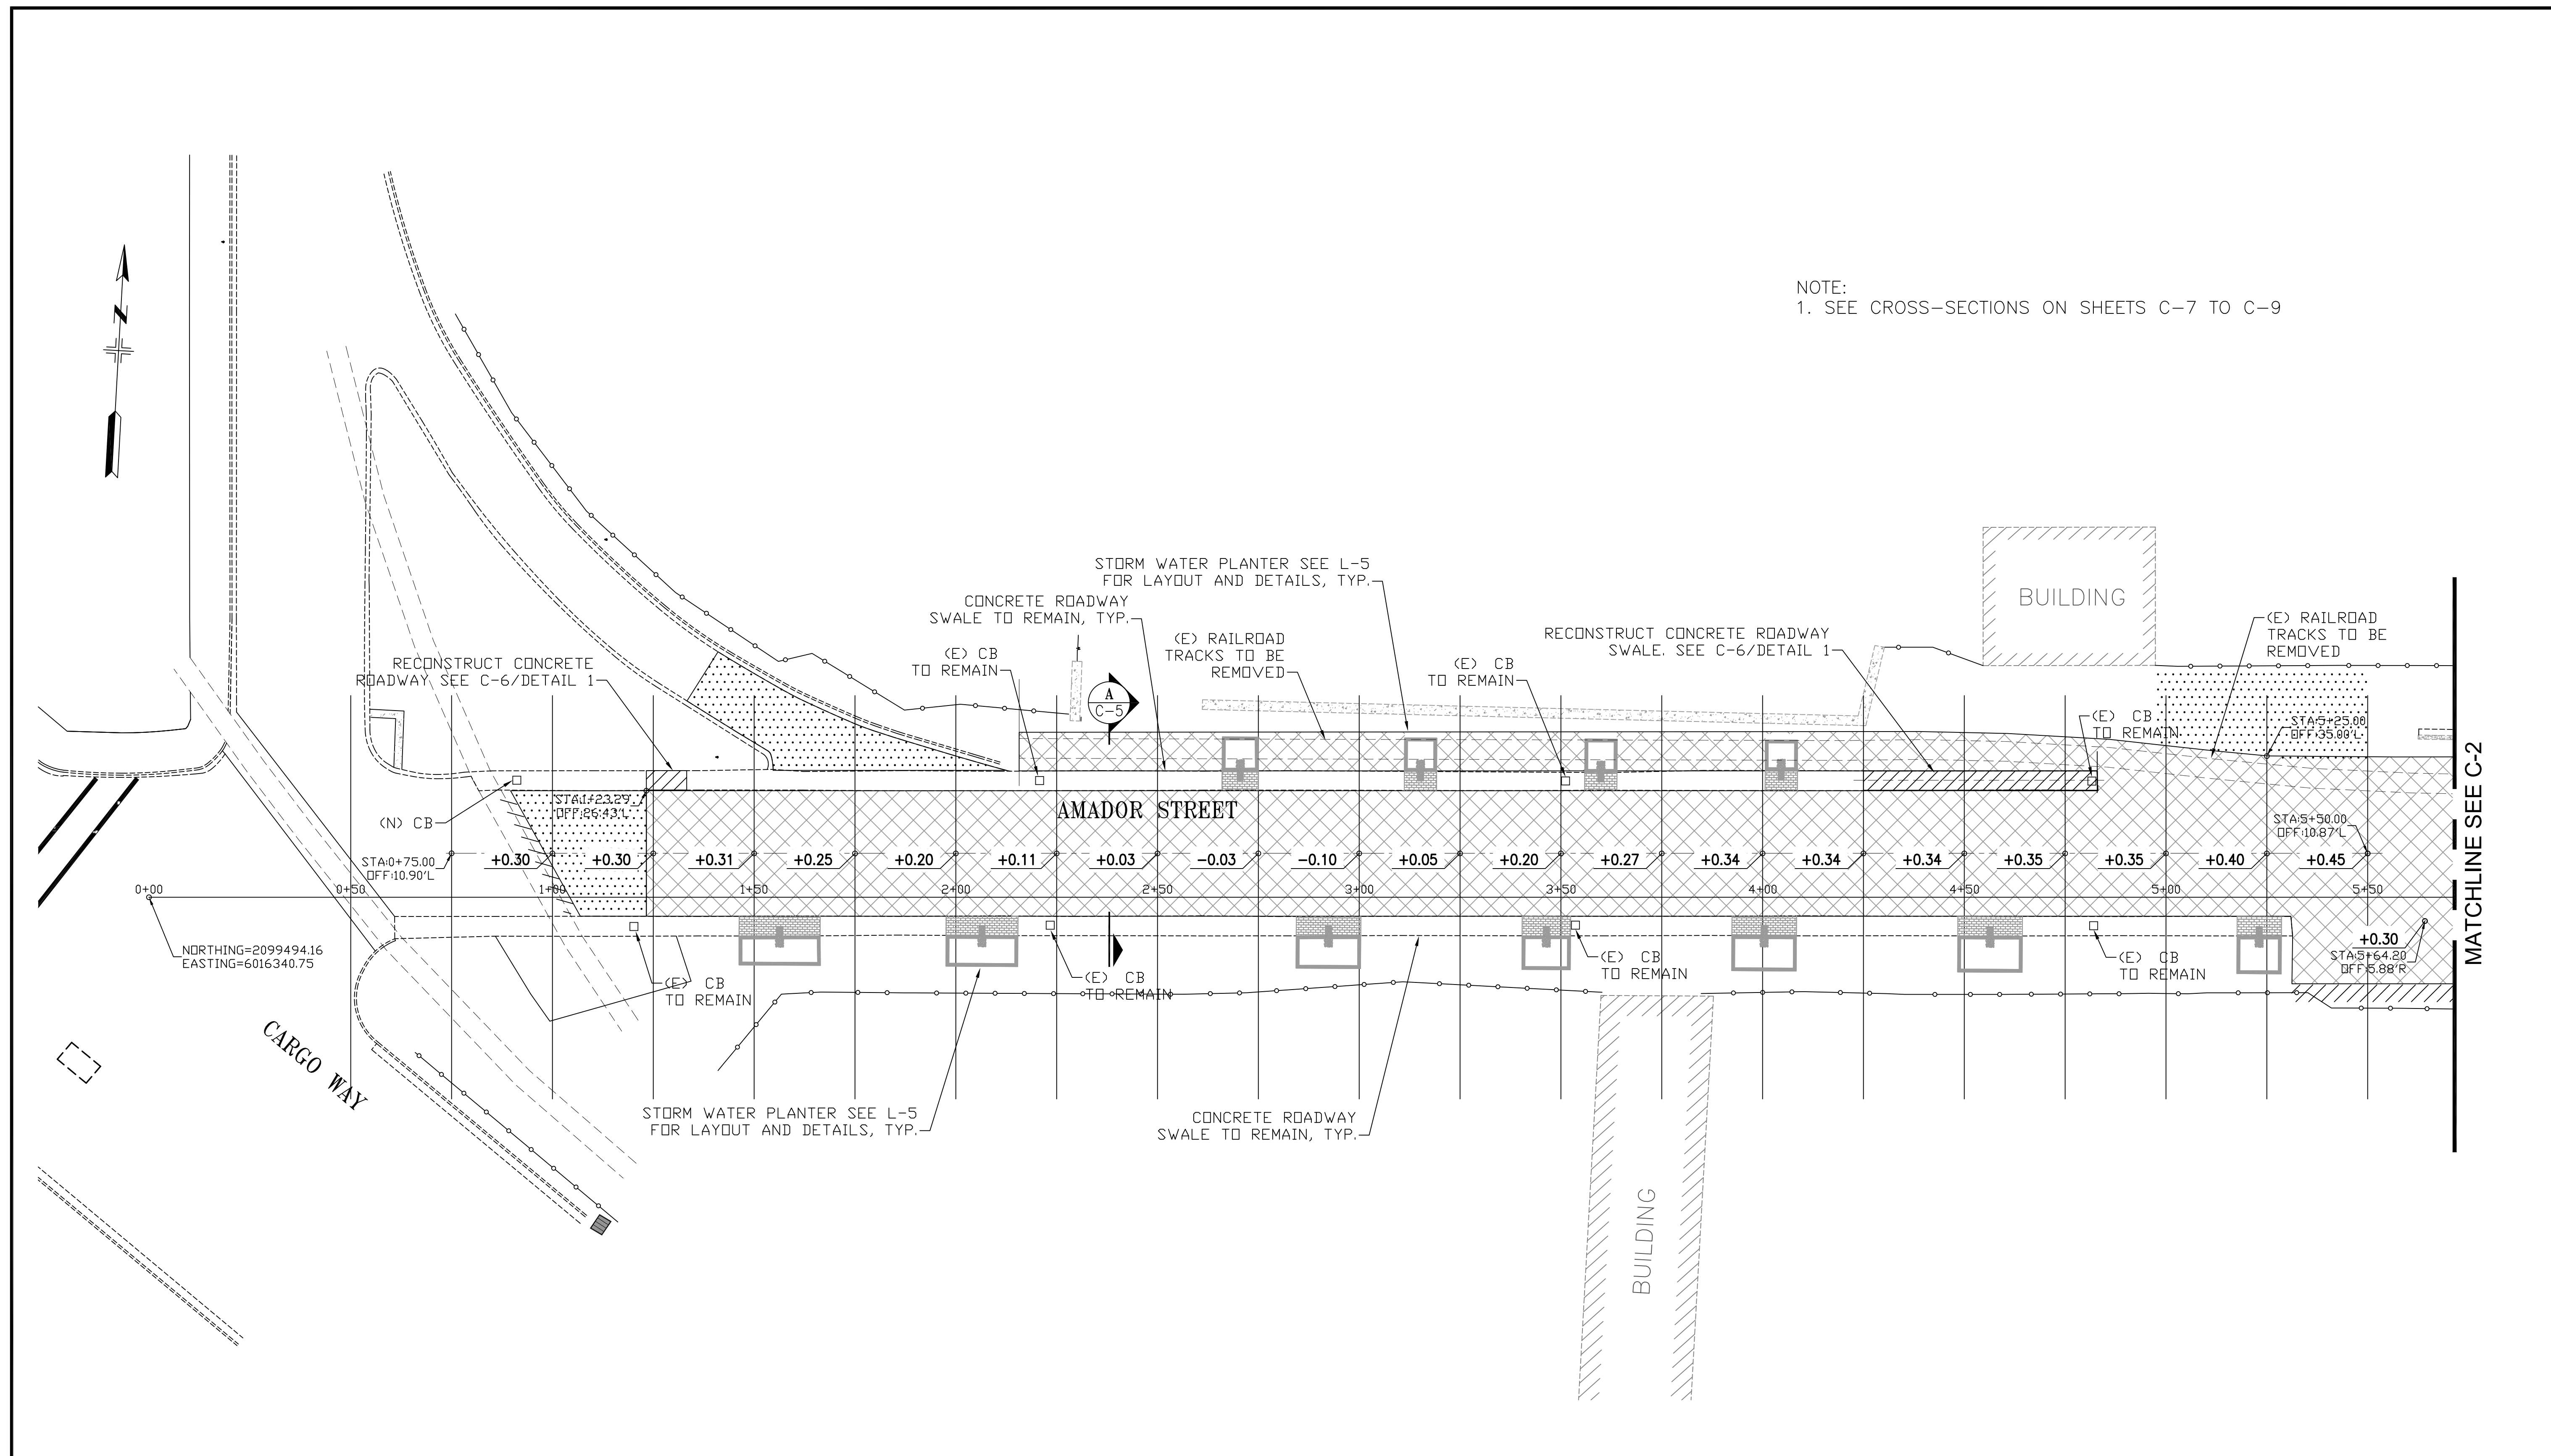 NOTE:
1. SEE CROSS-SECTIONS ON SHEETS C-7 TO C-9
N
STORM WATER PLANTER SEE L-5
FOR LAYOUT AND DETAILS, TYP.
CONCRETE ROADWAY
SWALE TO REMAIN, TYP.
(E) CB
TO REMAIN
(E) RAILROAD
TRACKS TO BE
REMOVED
A
C-5
(E) CB
TO REMAIN
RECONSTRUCT CONCRETE ROADWAY
SWALE. SEE C-6/DETAIL 1
BUILDING
(E) RAILROAD
TRACKS TO BE
REMOVED
RECONSTRUCT CONCRETE
ROADWAY SEE C-6/DETAIL 1
(E) CB
TO REMAIN
STA:5+25.00
OFF:35.00'L
MATCHLINE SEE C-2
(N) CB
STA:1+23.29
OFF:26.43'L
AMADOR STREET
STA:5+50.00
OFF:10.87'L
STA:0+75.00
OFF:10.90'L
+0.30
+0.30
+0.31
+0.25
+0.20
+0.11
+0.03
-0.03
-0.10
+0.05
+0.20
+0.27
+0.34
+0.34
+0.34
+0.35
+0.35
+0.40
+0.45
0+00
0+50
1+00
1+50
2+00
2+50
3+00
3+50
4+00
4+50
5+00
5+50
NORTHING=2099494.16
EASTING=6016340.75
+0.30
STA:5+64.20
OFF:5.88'R
(E) CB
TO REMAIN
(E) CB
TO REMAIN
(E) CB
TO REMAIN
(E) CB
TO REMAIN
CARGO WAY
STORM WATER PLANTER SEE L-5
FOR LAYOUT AND DETAILS, TYP.
CONCRETE ROADWAY
SWALE TO REMAIN, TYP.
BUILDING